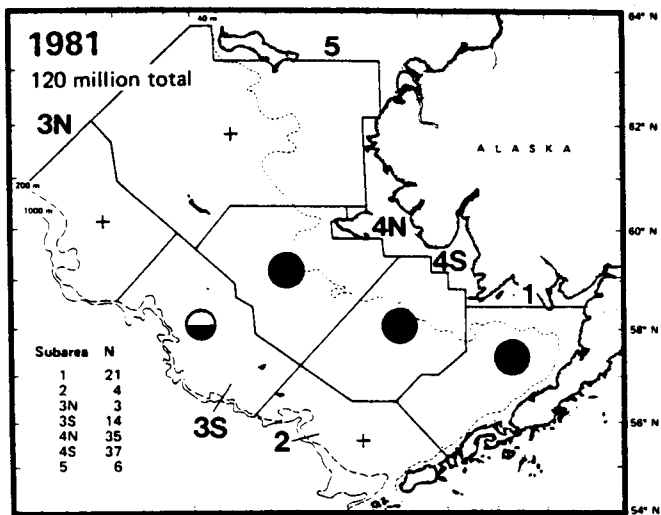 1981
120 million total
40 m
5
64° N
3N
62° N
ALASKA
200 m
1000 m
60° N
4N
4S
1
58° N
Subarea N
1 21
2 4
3N 3
3S 14
4N 35
4S 37
5 6
3S
2
56° N
54° N